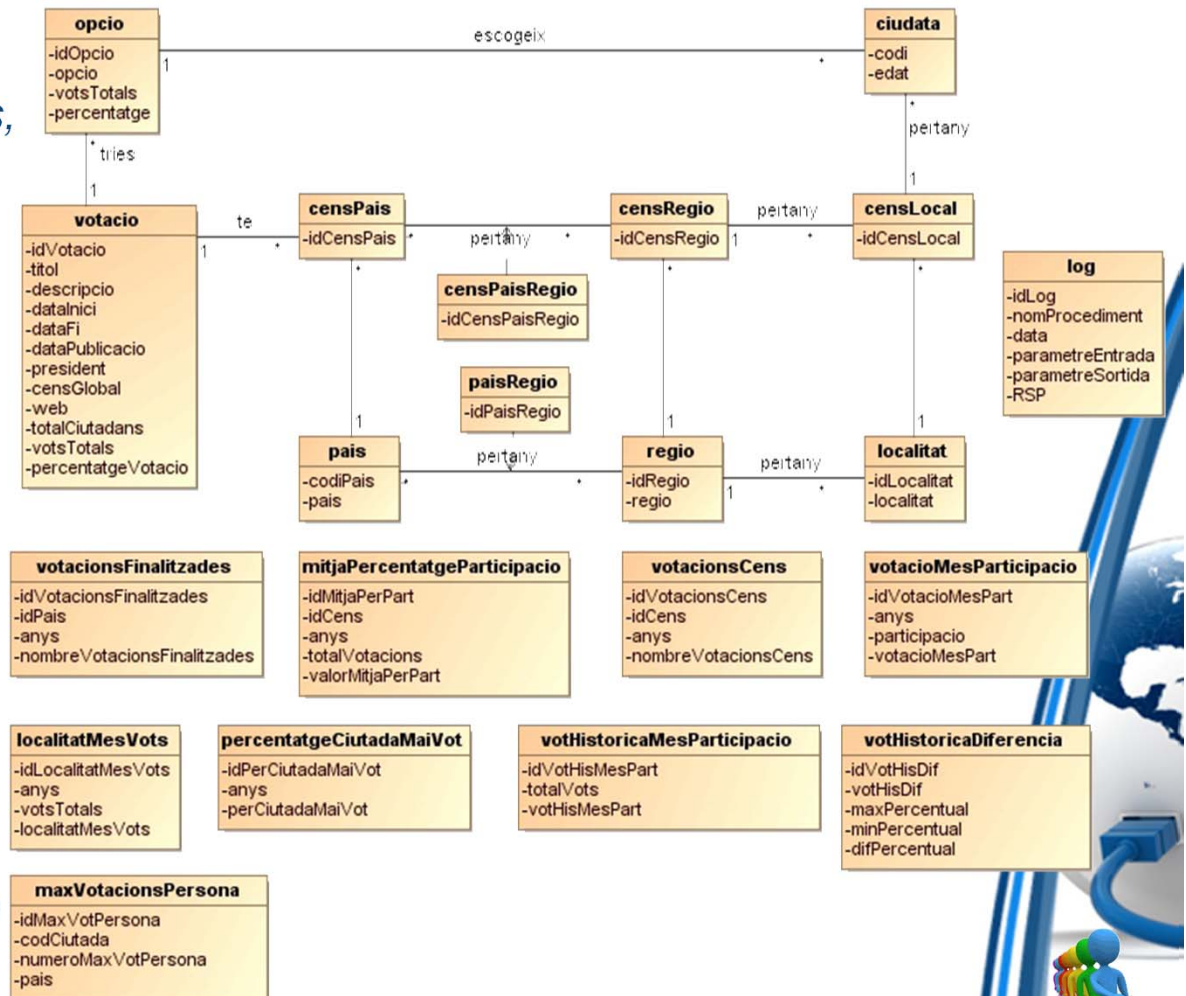 opcio
-idOpcio
-opcio
-votsTotals
-percentatge
escogeix
1
*
ciudata
-codi
-edat
s,
*
tries
1
*
pertany
1
votacio
-idVotacio
-titol
-descripcio
-dataInici
-dataFi
-dataPublicacio
-president
-censGlobal
-web
-totalCiutadans
-votsTotals
-percentatgeVotacio
te
1
*
censPais
-idCensPais
*
pertany
*
censRegio
-idCensRegio
pertany
1
*
censLocal
-idCensLocal
censPaisRegio
-idCensPaisRegio
log
-idLog
-nomProcediment
-data
-parametreEntrada
-parametreSortida
-RSP
paisRegio
-idPaisRegio
*
1
*
1
*
1
pais
-codiPais
-pais
*
pertany
*
regio
-idRegio
-regio
pertany
1
*
localitat
-idLocalitat
-localitat
votacionsFinalitzades
-idVotacionsFinalitzades
-idPais
-anys
-nombreVotacionsFinalitzades
mitjaPercentatgeParticipacio
-idMitjaPerPart
-idCens
-anys
-totalVotacions
-valorMitjaPerPart
votacionsCens
-idVotacionsCens
-idCens
-anys
-nombreVotacionsCens
votacioMesParticipacio
-idVotacioMesPart
-anys
-participacio
-votacioMesPart
localitatMesVots
-idLocalitatMesVots
-anys
-votsTotals
-localitatMesVots
percentatgeCiutadaMaiVot
-idPerCiutadaMaiVot
-anys
-perCiutadaMaiVot
votHistoricaMesParticipacio
-idVotHisMesPart
-totalVots
-votHisMesPart
votHistoricaDiferencia
-idVotHisDif
-votHisDif
-maxPercentual
-minPercentual
-difPercentual
maxVotacionsPersona
-idMaxVotPersona
-codCiutada
-numeroMaxVotPersona
-pais